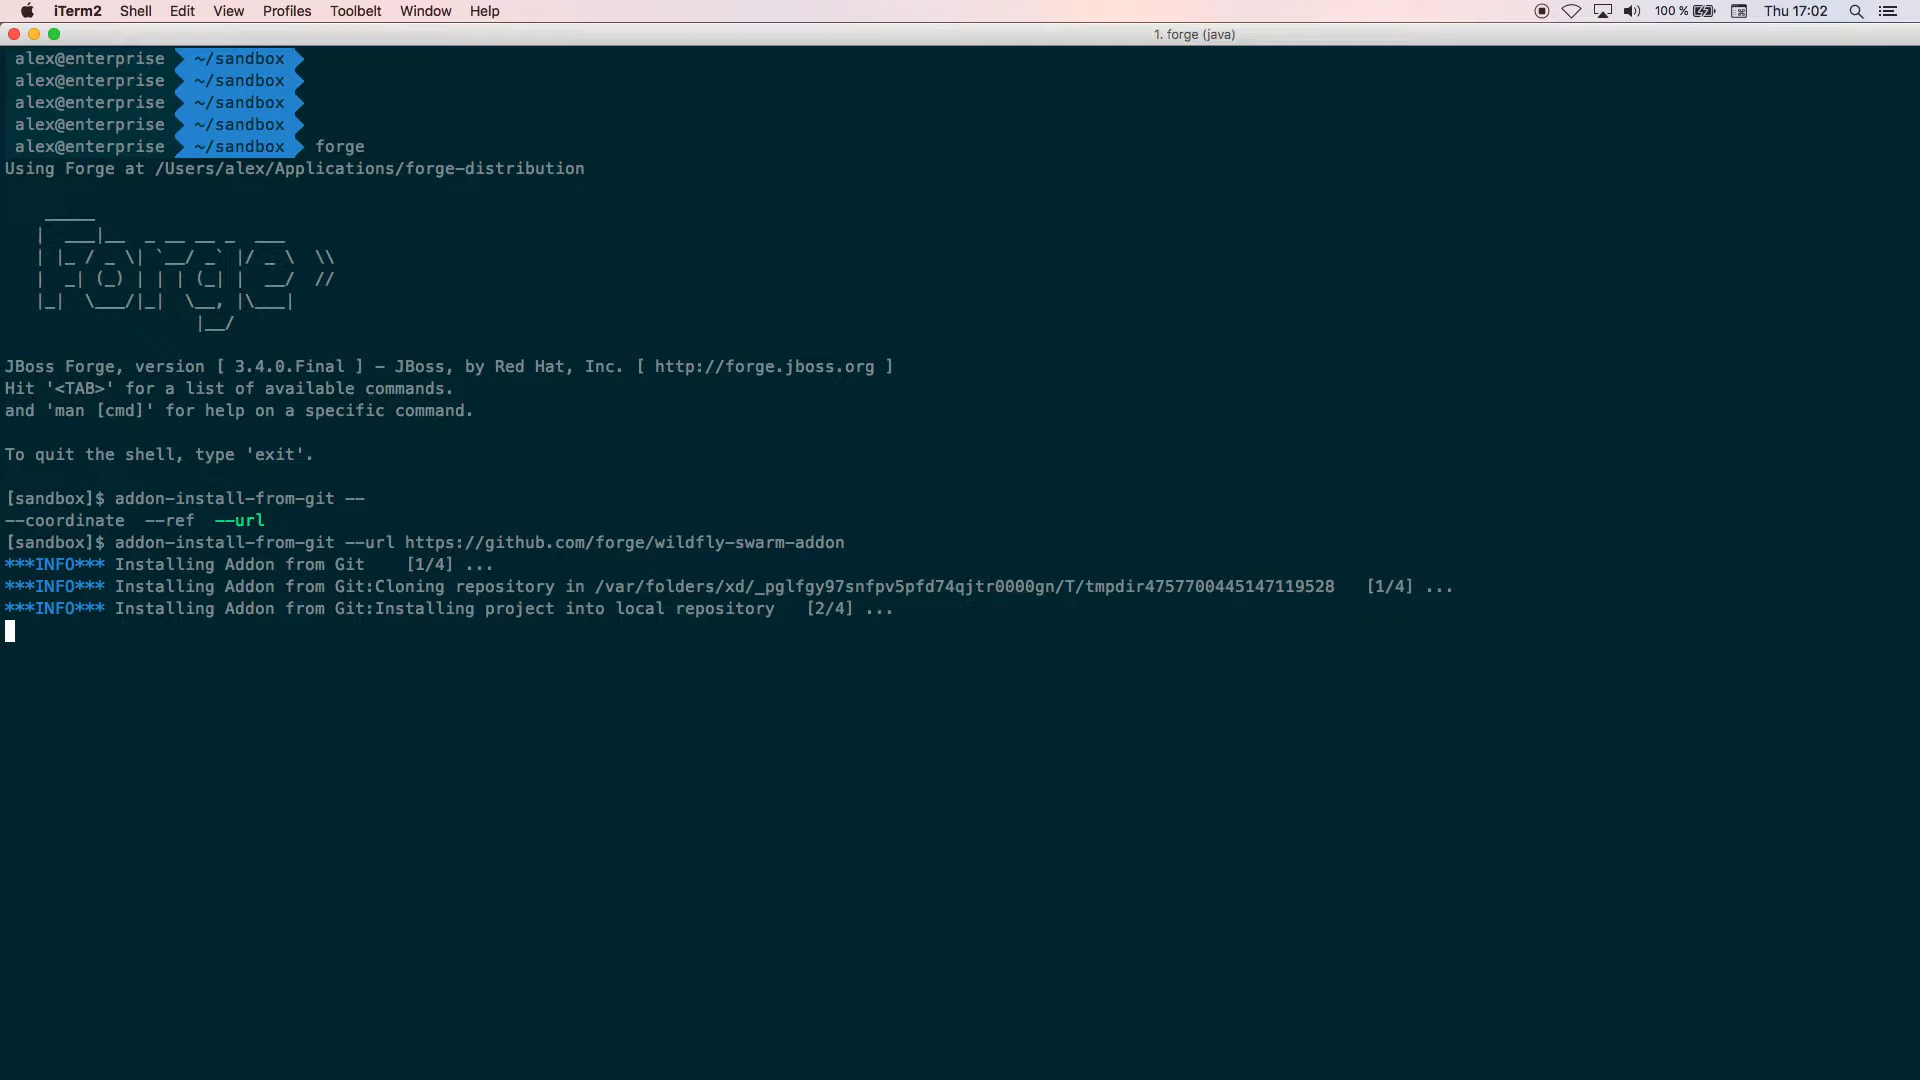 iTerm2 Shell Edit View Profiles Toolbelt Window Help 100 % Thu 17:02
1. forge (java)
alex@enterprise ~/sandbox
alex@enterprise ~/sandbox
alex@enterprise ~/sandbox
alex@enterprise ~/sandbox
alex@enterprise ~/sandbox forge
Using Forge at /Users/alex/Applications/forge-distribution
Forge
JBoss Forge, version [ 3.4.0.Final ] - JBoss, by Red Hat, Inc. [ http://forge.jboss.org ]
Hit '<TAB>' for a list of available commands.
and 'man [cmd]' for help on a specific command.
To quit the shell, type 'exit'.
[sandbox]$ addon-install-from-git --
--coordinate --ref --url
[sandbox]$ addon-install-from-git --url https://github.com/forge/wildfly-swarm-addon
***INFO*** Installing Addon from Git [1/4] ...
***INFO*** Installing Addon from Git:Cloning repository in /var/folders/xd/_pglfgy97snfpv5pfd74qjtr0000gn/T/tmpdir4757700445147119528 [1/4] ...
***INFO*** Installing Addon from Git:Installing project into local repository [2/4] ...